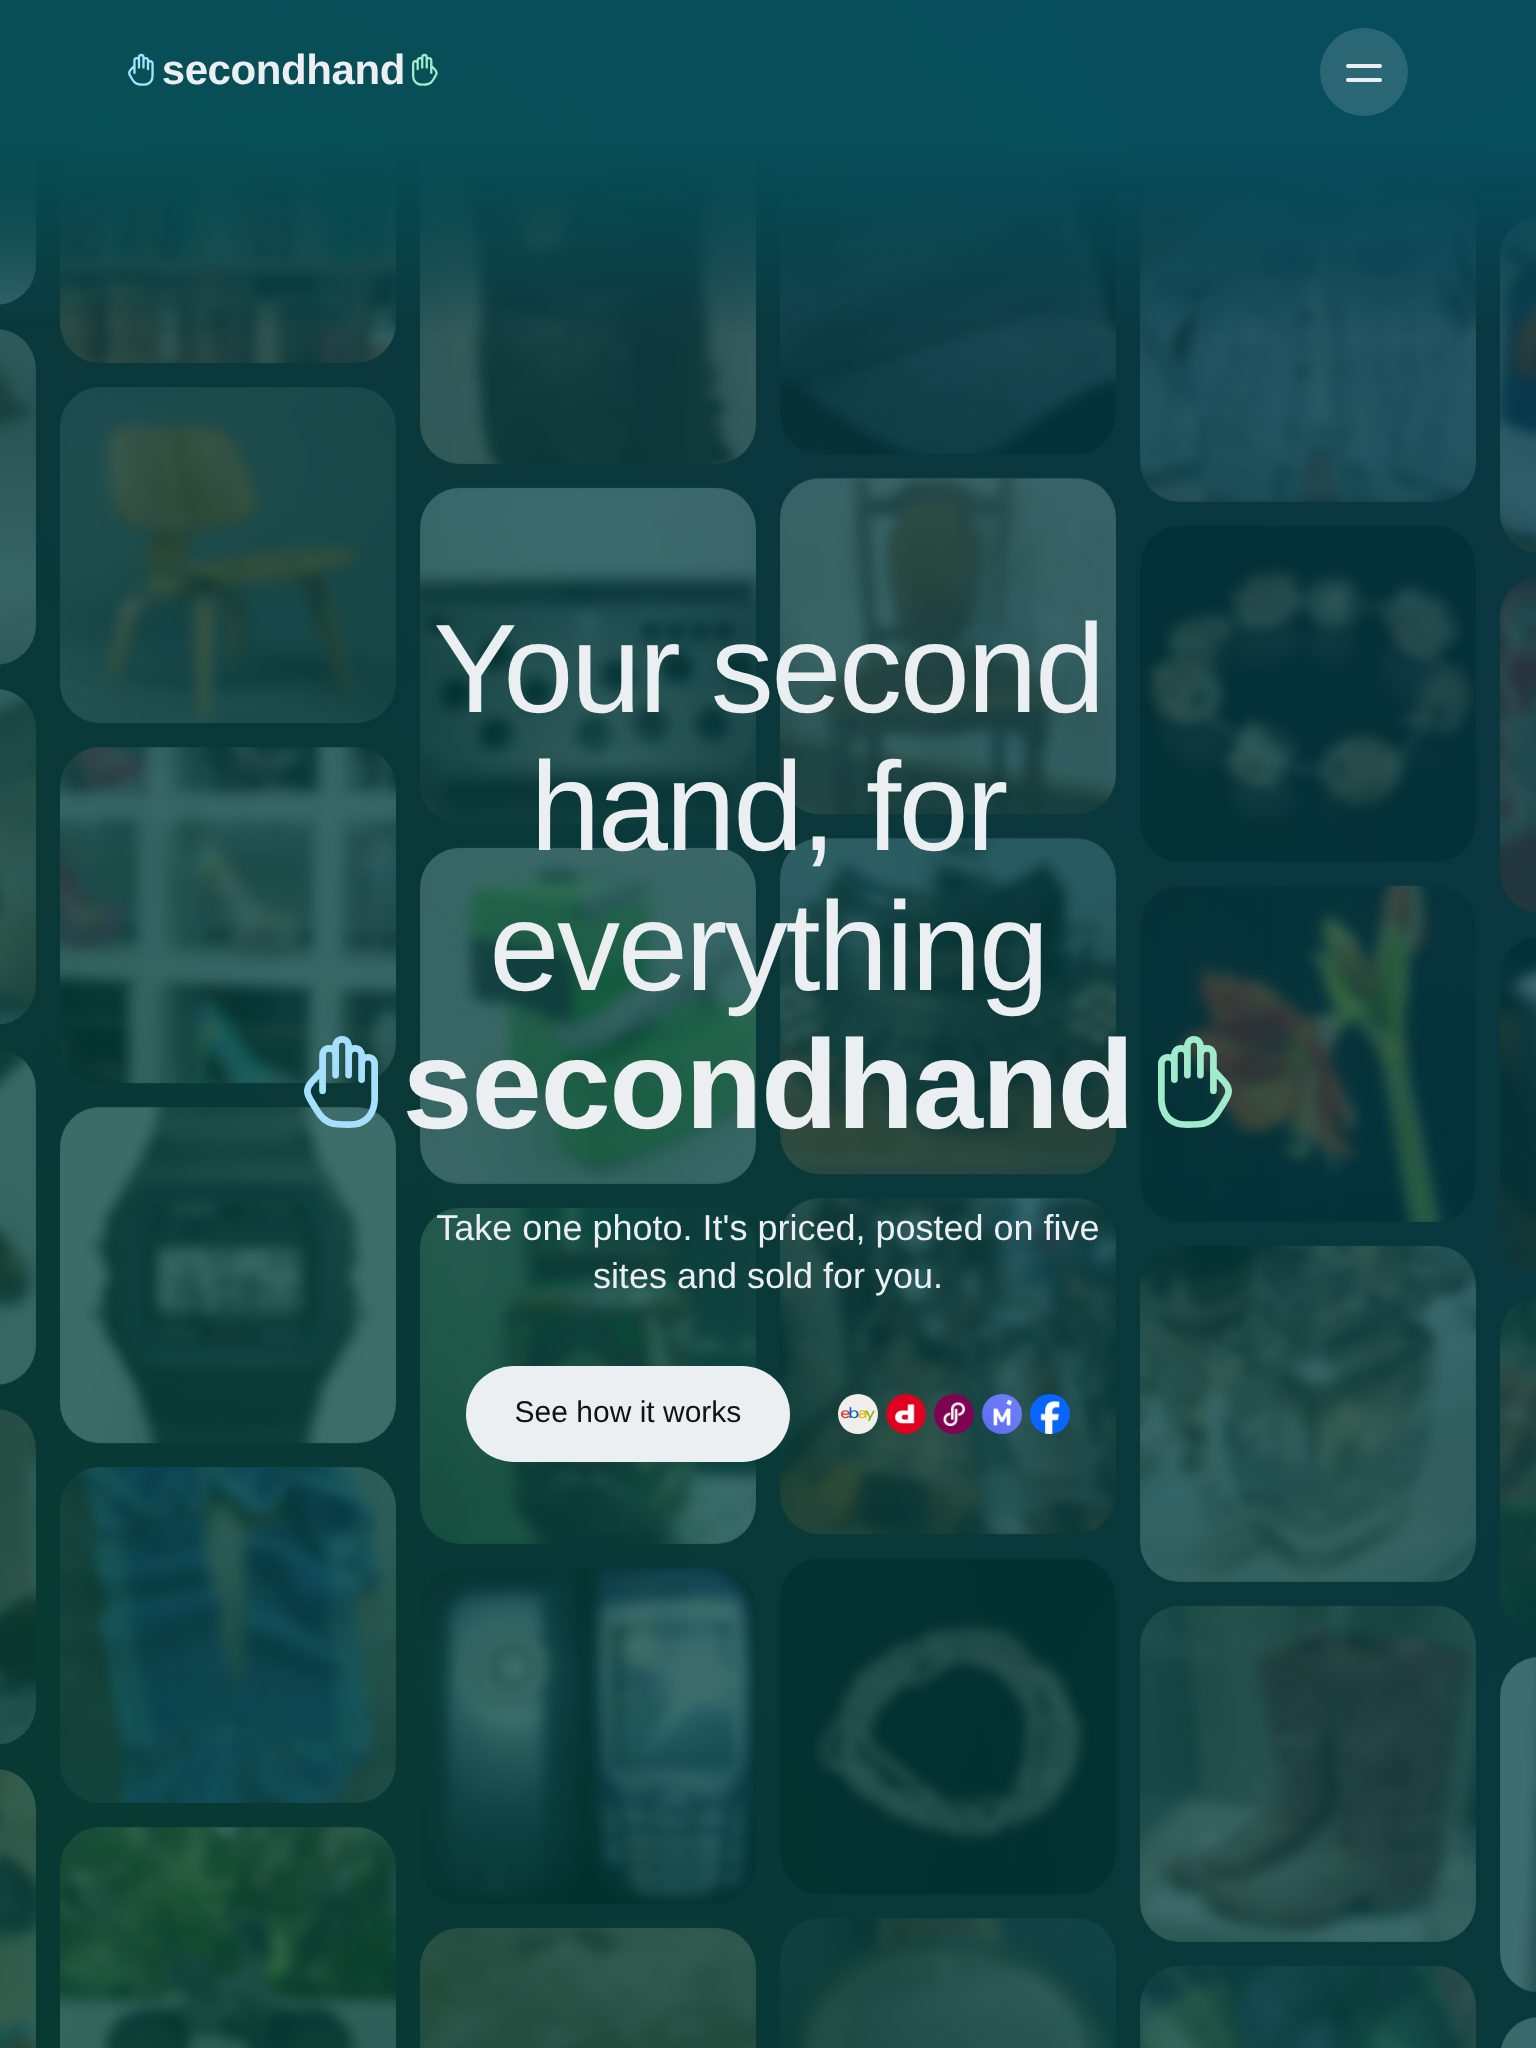 secondhand
Your second
hand, for
everything
secondhand
Take one photo. It's priced, posted on five
sites and sold for you.
See how it works
ebay